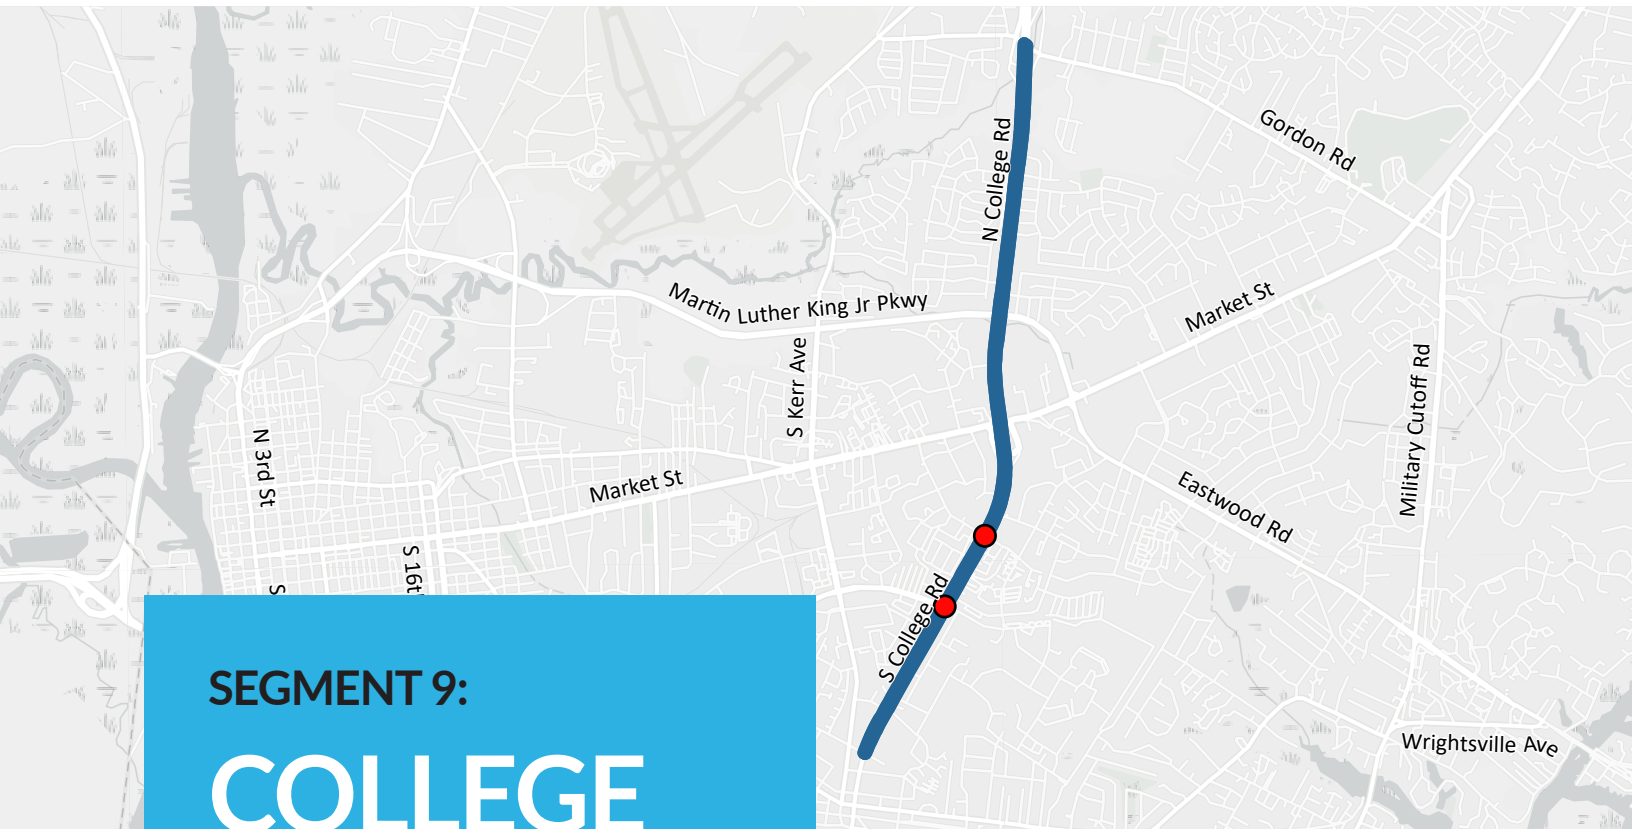 N College Rd
Gordon Rd
Martin Luther King Jr Pkwy
Market St
S Kerr Ave
Military Cutoff Rd
N 3rd St
Market St
Eastwood Rd
S 16t
S
S College Rd
Wrightsville Ave
SEGMENT 9:
COLLEGE